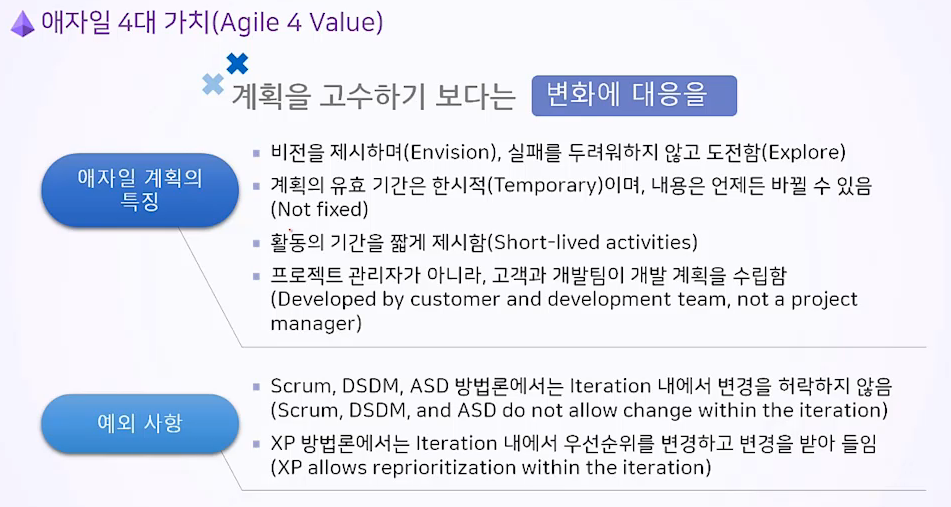 애자일 4대 가치(Agile 4 Value)
계획을 고수하기 보다는 변화에 대응을
애자일 계획의
특징
비전을 제시하며(Envision), 실패를 두려워하지 않고 도전함(Explore)
계획의 유효 기간은 한시적(Temporary)이며, 내용은 언제든 바뀔 수 있음
(Not fixed)
활동의 기간을 짧게 제시함(Short-lived activities)
프로젝트 관리자가 아니라, 고객과 개발팀이 개발 계획을 수립함
(Developed by customer and development team, not a project
manager)
예외 사항
Scrum, DSDM, ASD 방법론에서는 Iteration 내에서 변경을 허락하지 않음
(Scrum, DSDM, and ASD do not allow change within the iteration)
XP 방법론에서는 Iteration 내에서 우선순위를 변경하고 변경을 받아 들임
(XP allows reprioritization within the iteration)